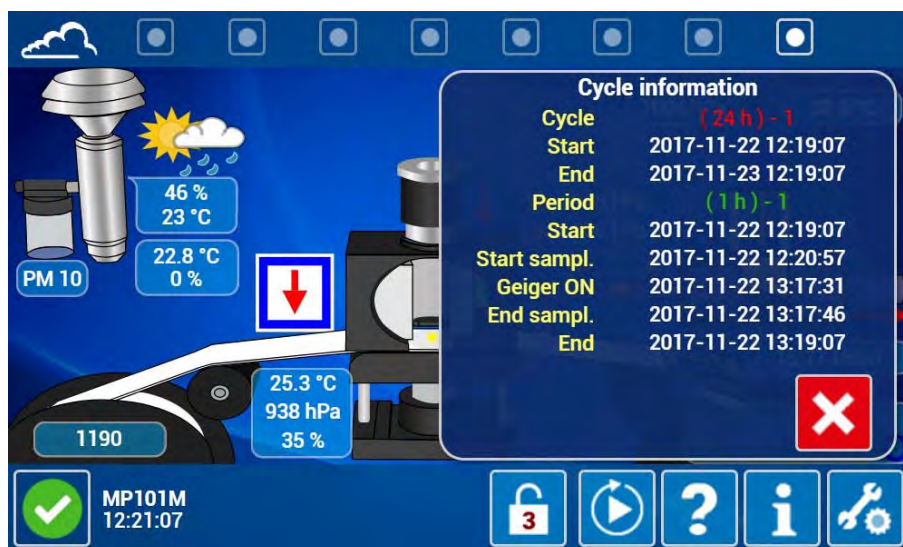 46 %
23 °C
22.8 °C
0 %
PM 10
25.3 °C
938 hPa
35 %
1190
Cycle information
Cycle (24 h) - 1
Start 2017-11-22 12:19:07
End 2017-11-23 12:19:07
Period (1 h) - 1
Start 2017-11-22 12:19:07
Start sampl. 2017-11-22 12:20:57
Geiger ON 2017-11-22 13:17:31
End sampl. 2017-11-22 13:17:46
End 2017-11-22 13:19:07
MP101M
12:21:07
3
?
i